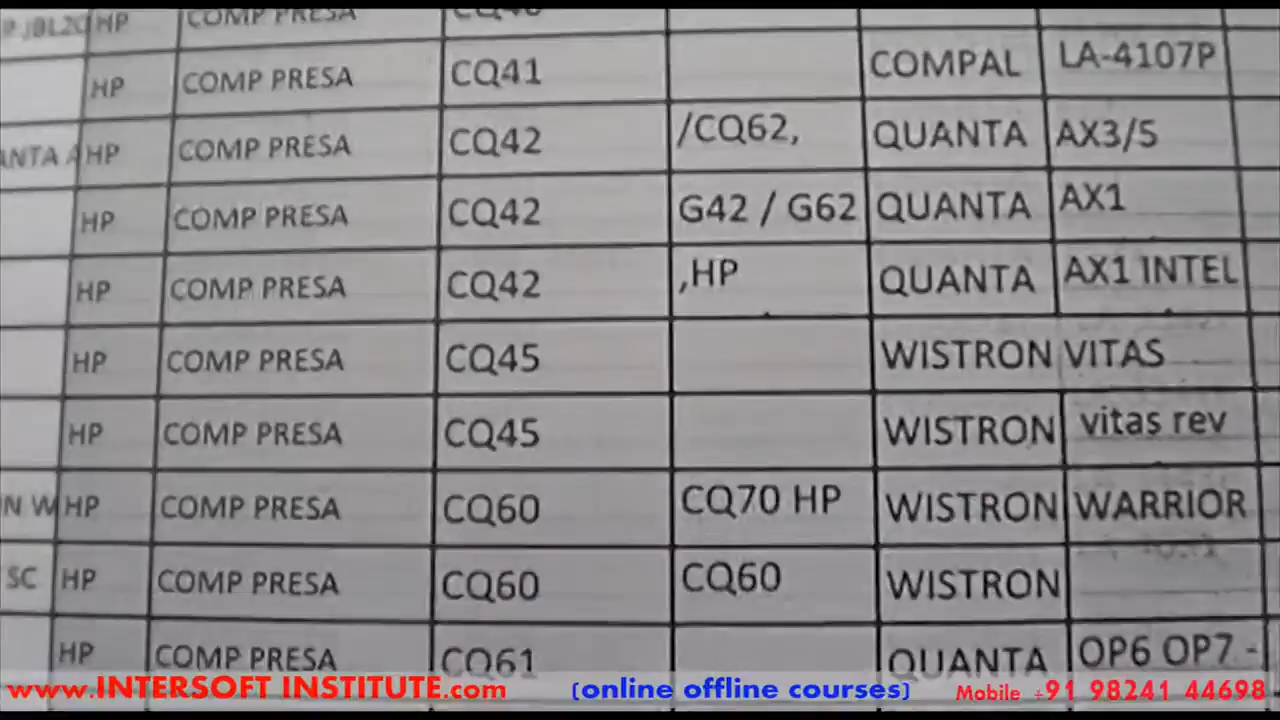 HP COMP PRESA CQ40
HP COMP PRESA CQ41 COMPAL LA-4107P
HP COMP PRESA CQ42 /CQ62, QUANTA AX3/5
HP COMP PRESA CQ42 G42 / G62 QUANTA AX1
HP COMP PRESA CQ42 ,HP QUANTA AX1 INTEL
HP COMP PRESA CQ45 WISTRON VITAS
HP COMP PRESA CQ45 WISTRON vitas rev
N W HP COMP PRESA CQ60 CQ70 HP WISTRON WARRIOR
SC HP COMP PRESA CQ60 CQ60 WISTRON
HP COMP PRESA CQ61 QUANTA OP6 OP7 -
www.INTERSOFT INSTITUTE.com (online offline courses) Mobile +91 98241 44698